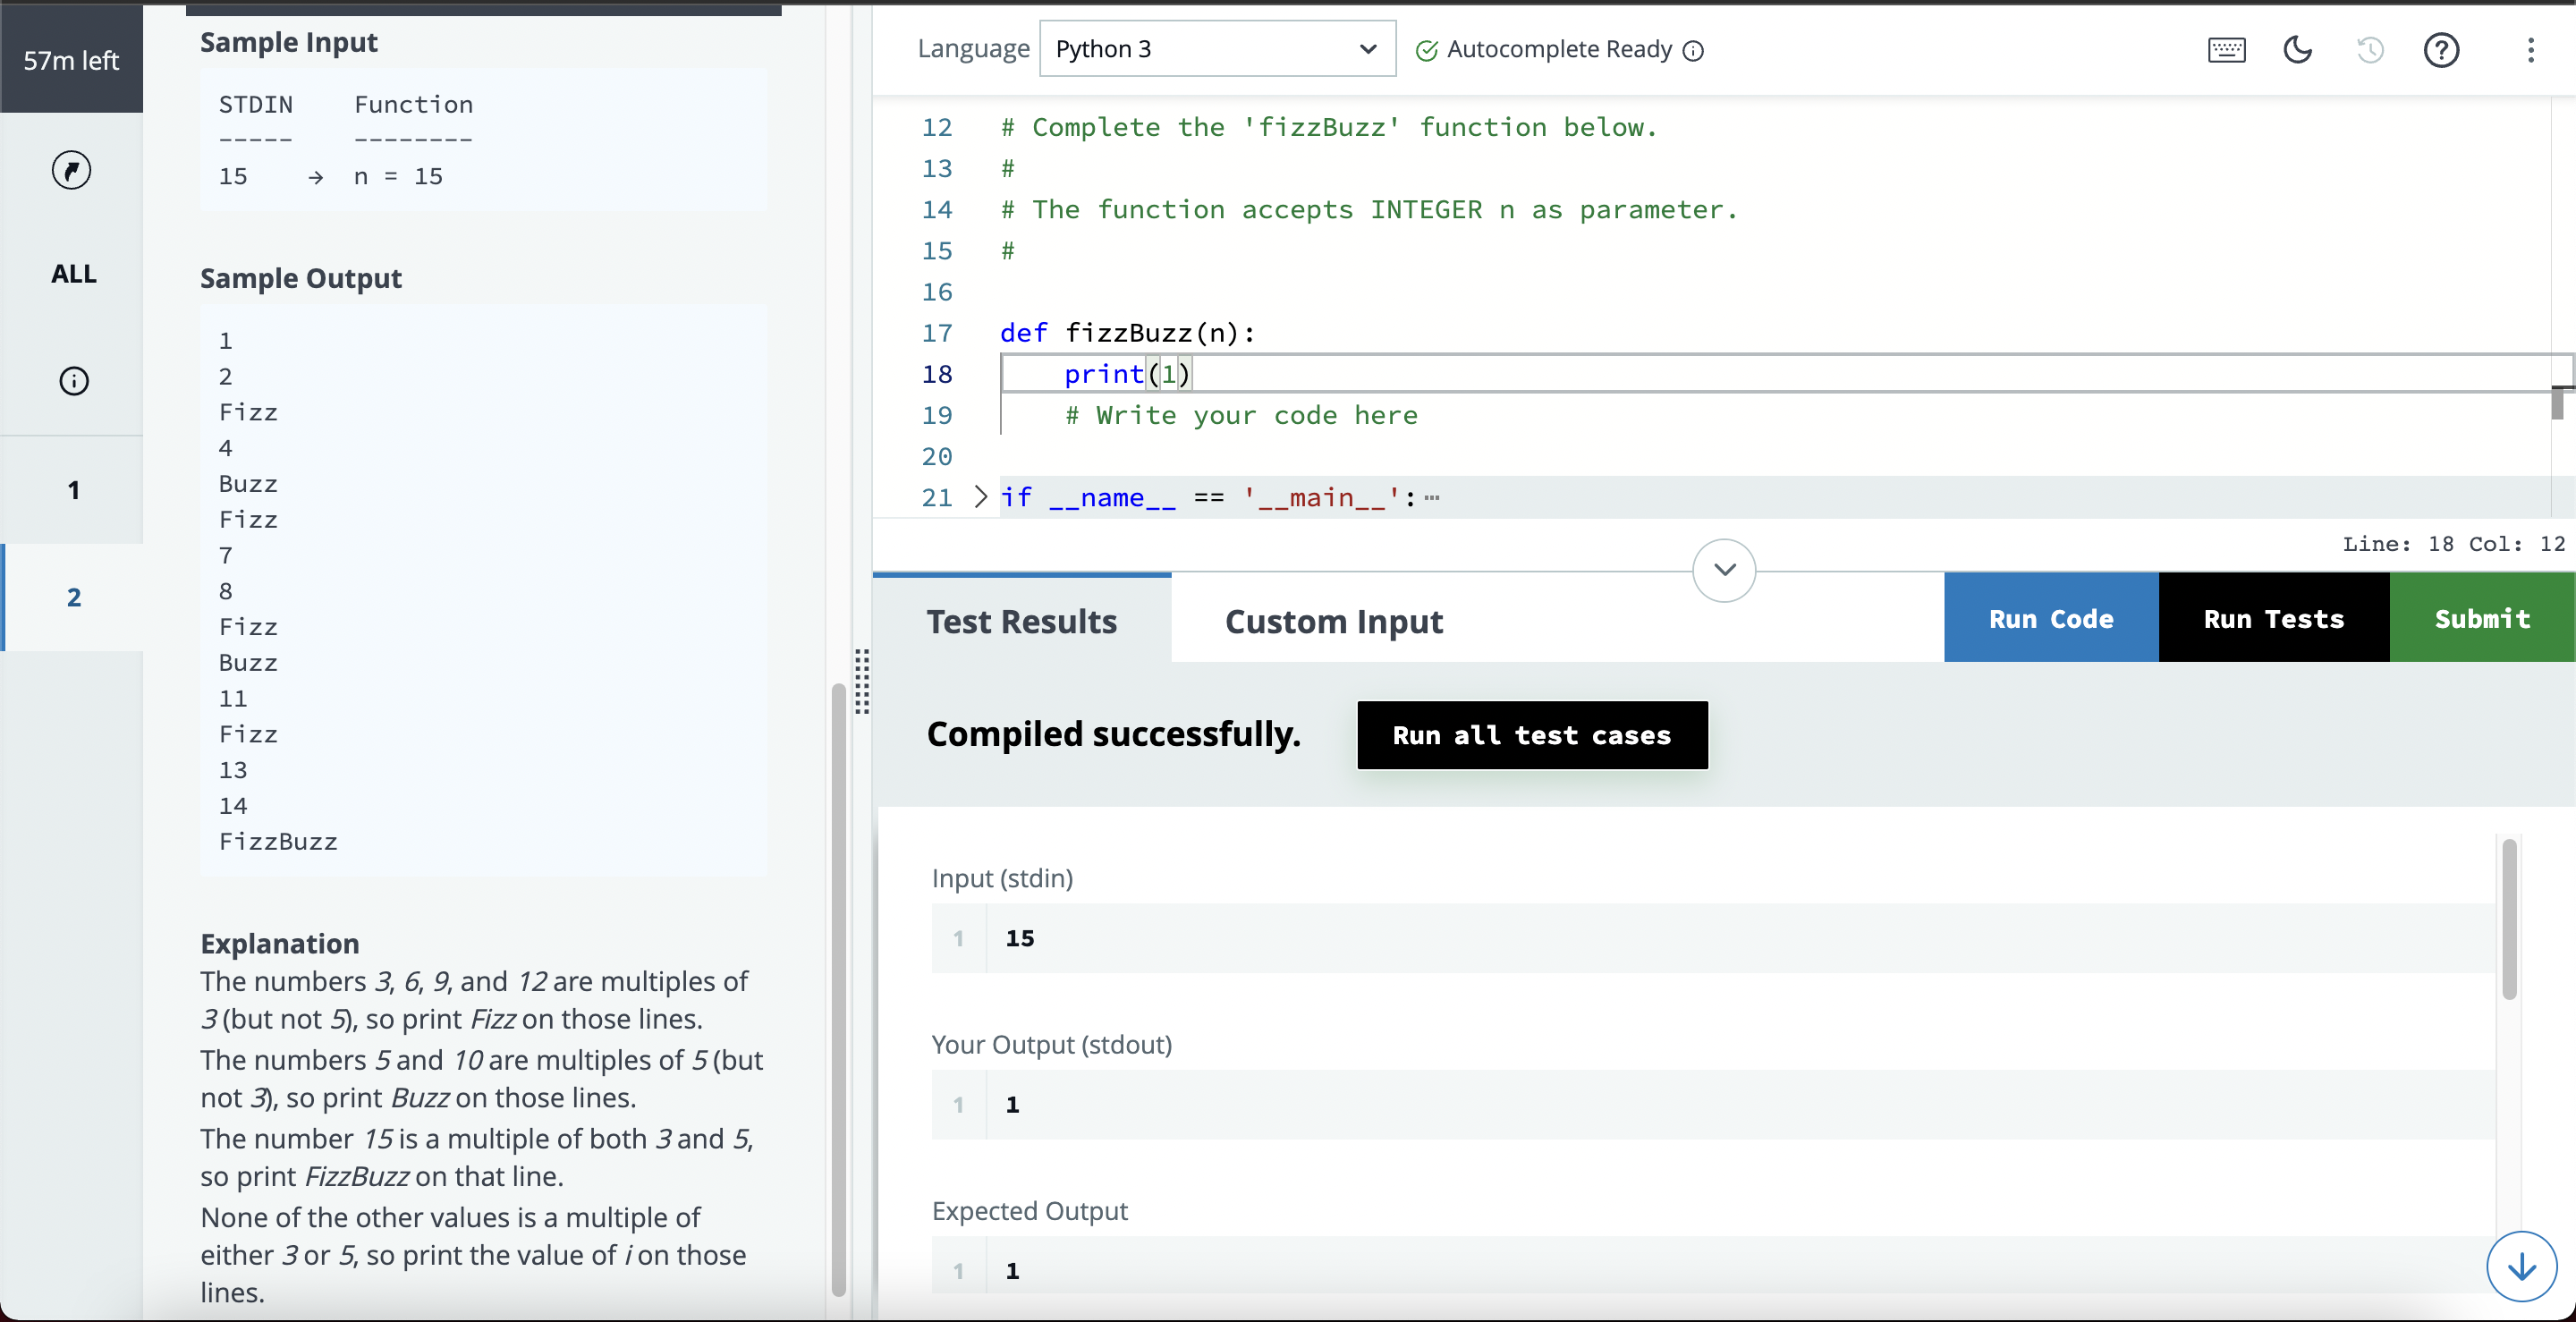 57m left
ALL
1
2
Sample Input
STDIN    Function
-----    --------
15    →  n = 15
Sample Output
1
2
Fizz
4
Buzz
Fizz
7
8
Fizz
Buzz
11
Fizz
13
14
FizzBuzz
Explanation
The numbers 3, 6, 9, and 12 are multiples of
3 (but not 5), so print Fizz on those lines.
The numbers 5 and 10 are multiples of 5 (but
not 3), so print Buzz on those lines.
The number 15 is a multiple of both 3 and 5,
so print FizzBuzz on that line.
None of the other values is a multiple of
either 3 or 5, so print the value of i on those
lines.
Language Python 3 Autocomplete Ready
12 # Complete the 'fizzBuzz' function below.
13 #
14 # The function accepts INTEGER n as parameter.
15 #
16
17 def fizzBuzz(n):
18     print(1)
19     # Write your code here
20
21 if __name__ == '__main__':
Line: 18 Col: 12
Test Results Custom Input Run Code Run Tests Submit
Compiled successfully. Run all test cases
Input (stdin)
1 15
Your Output (stdout)
1 1
Expected Output
1 1